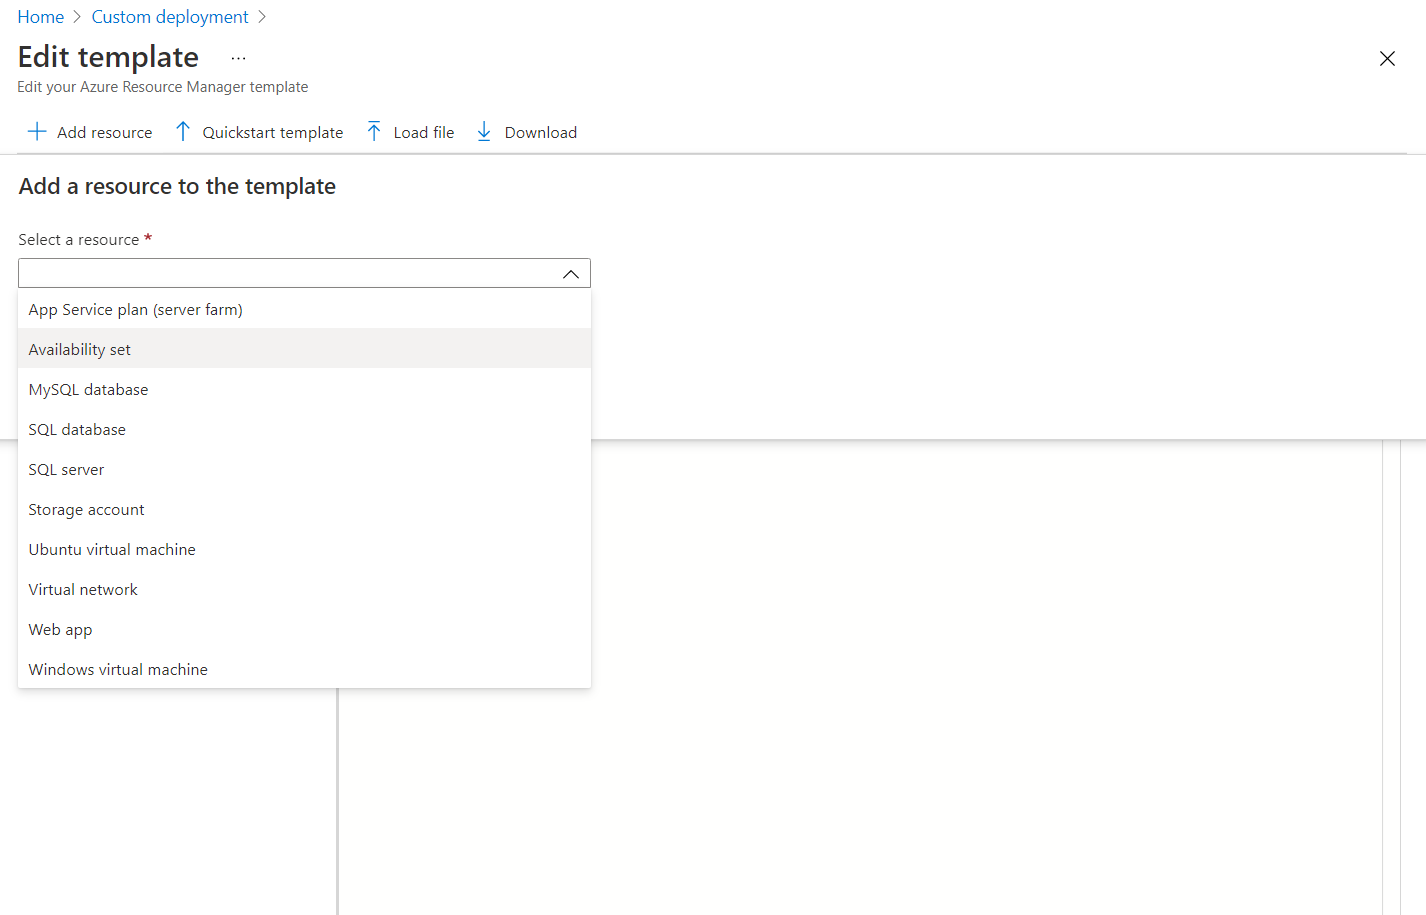 Home > Custom deployment >
Edit template ...
Edit your Azure Resource Manager template
Add resource Quickstart template Load file Download
Add a resource to the template
Select a resource *
App Service plan (server farm)
Availability set
MySQL database
SQL database
SQL server
Storage account
Ubuntu virtual machine
Virtual network
Web app
Windows virtual machine